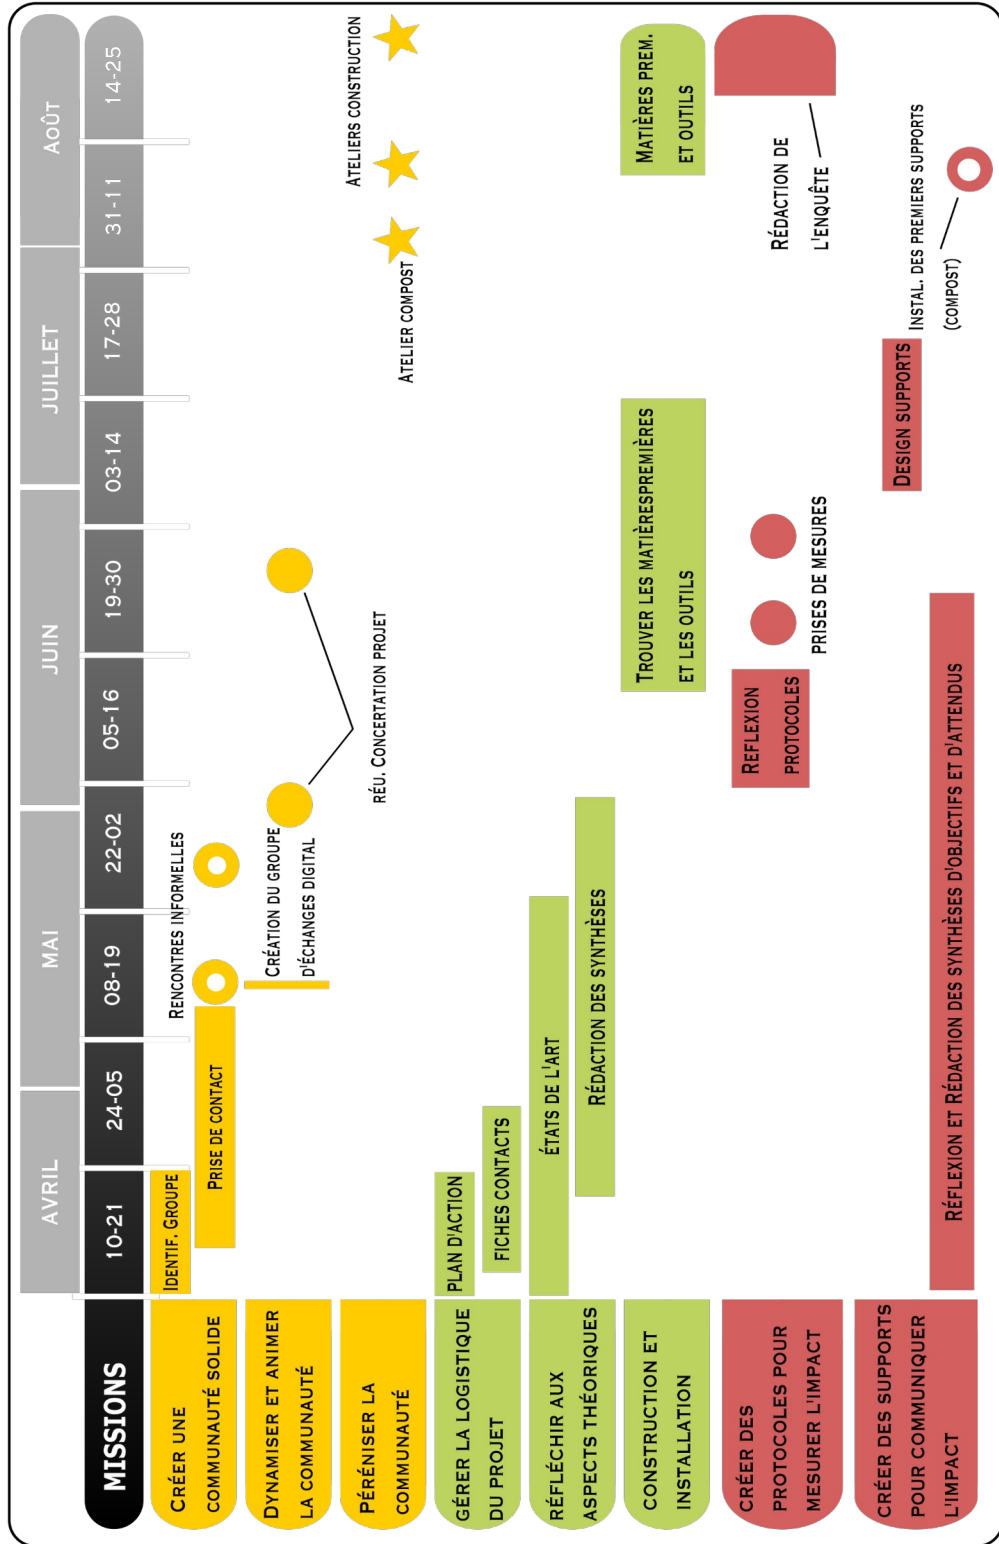 AVRIL
MAI
JUIN
JUILLET
AOÛT
MISSIONS
10-21
24-05
08-19
22-02
05-16
19-30
03-14
17-28
31-11
14-25
CRÉER UNE
COMMUNAUTÉ SOLIDE
IDENTIF. GROUPE
PRISE DE CONTACT
RENCONTRES INFORMELLES
DYNAMISER ET ANIMER
LA COMMUNAUTÉ
CRÉATION DU GROUPE
D'ÉCHANGES DIGITAL
RÉU. CONCERTATION PROJET
PÉRÉNISER LA
COMMUNAUTÉ
ATELIER COMPOST
ATELIERS CONSTRUCTION
GÉRER LA LOGISTIQUE
DU PROJET
PLAN D'ACTION
FICHES CONTACTS
RÉFLÉCHIR AUX
ASPECTS THÉORIQUES
ÉTATS DE L'ART
RÉDACTION DES SYNTHÈSES
CONSTRUCTION ET
INSTALLATION
TROUVER LES MATIÈRESPREMIÈRES
ET LES OUTILS
MATIÈRES PREM.
ET OUTILS
CRÉER DES
PROTOCOLES POUR
MESURER L'IMPACT
REFLEXION
PROTOCOLES
PRISES DE MESURES
RÉDACTION DE
L'ENQUÊTE
CRÉER DES SUPPORTS
POUR COMMUNIQUER
L'IMPACT
RÉFLEXION ET RÉDACTION DES SYNTHÈSES D'OBJECTIFS ET D'ATTENDUS
DESIGN SUPPORTS
INSTAL. DES PREMIERS SUPPORTS
(COMPOST)